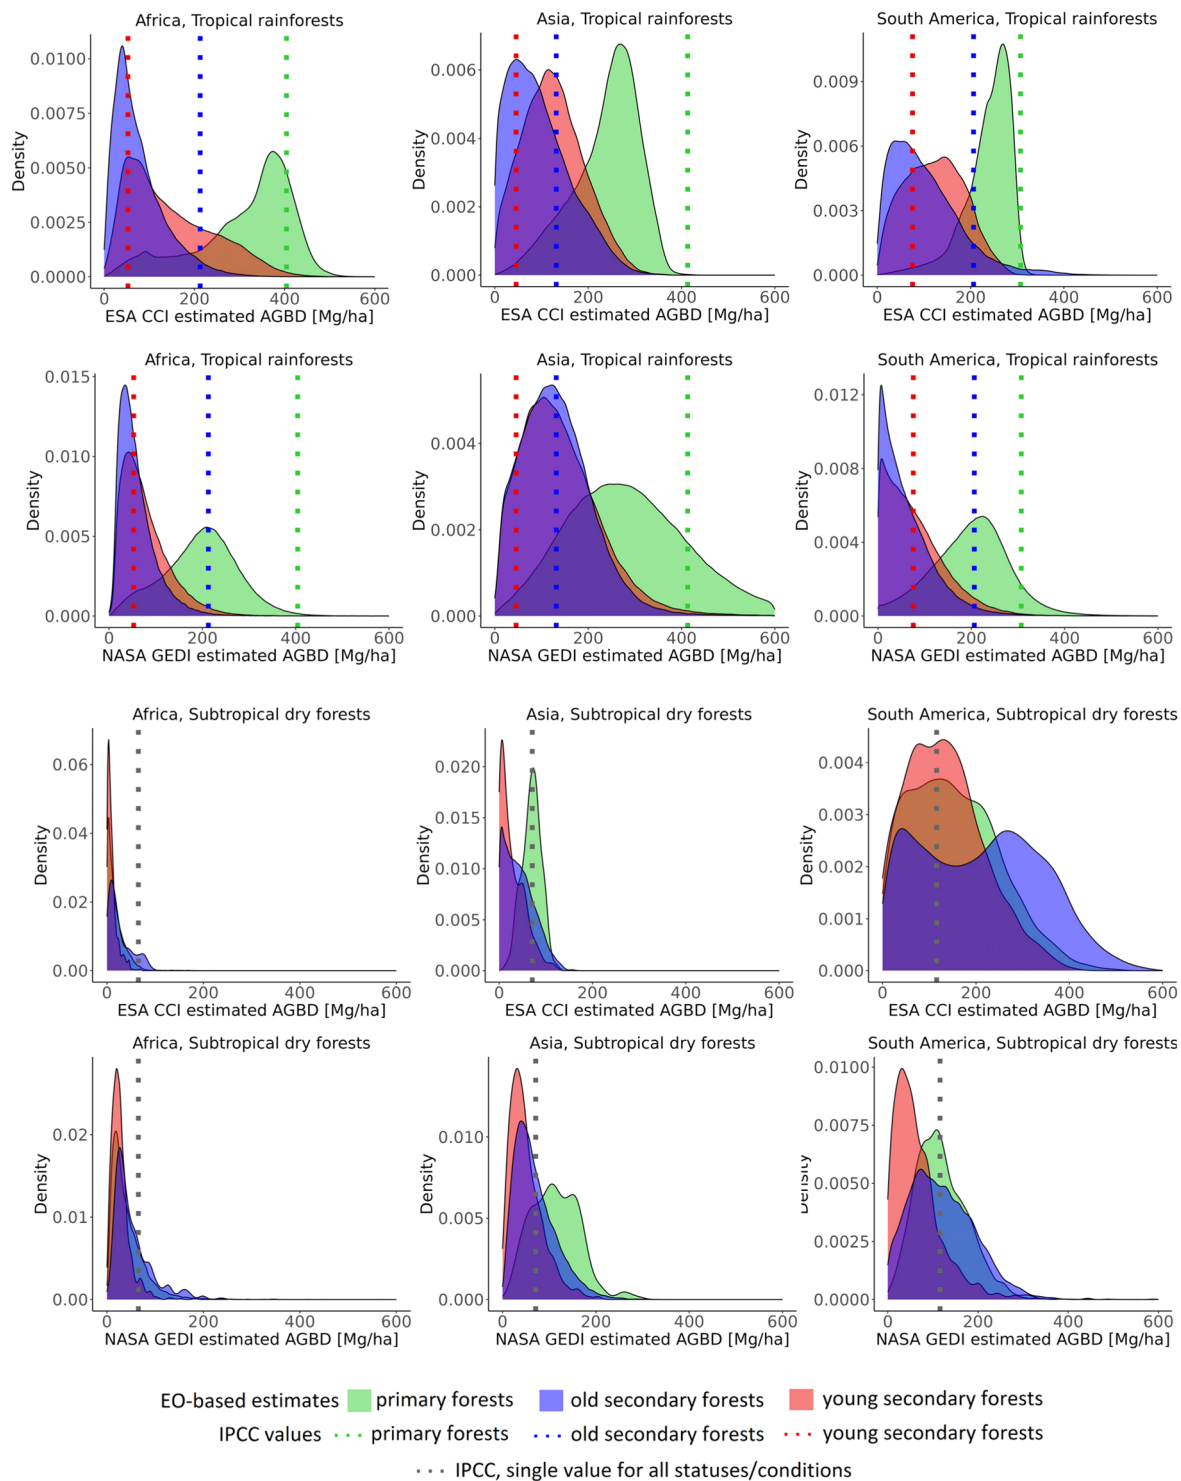 Africa, Tropical rainforests
Asia, Tropical rainforests
South America, Tropical rainforests
Density
0.0100
0.0075
0.0050
0.0025
0.0000
0
200
400
600
ESA CCI estimated AGBD [Mg/ha]
Density
0.006
0.004
0.002
0.000
0
200
400
600
ESA CCI estimated AGBD [Mg/ha]
Density
0.009
0.006
0.003
0.000
0
200
400
600
ESA CCI estimated AGBD [Mg/ha]
Africa, Tropical rainforests
Asia, Tropical rainforests
South America, Tropical rainforests
Density
0.015
0.010
0.005
0.000
0
200
400
600
NASA GEDI estimated AGBD [Mg/ha]
Density
0.004
0.002
0.000
0
200
400
600
NASA GEDI estimated AGBD [Mg/ha]
Density
0.012
0.008
0.004
0.000
0
200
400
600
NASA GEDI estimated AGBD [Mg/ha]
Africa, Subtropical dry forests
Asia, Subtropical dry forests
South America, Subtropical dry forests
Density
0.06
0.04
0.02
0.00
0
200
400
600
ESA CCI estimated AGBD [Mg/ha]
Density
0.020
0.015
0.010
0.005
0.000
0
200
400
600
ESA CCI estimated AGBD [Mg/ha]
Density
0.004
0.003
0.002
0.001
0.000
0
200
400
600
ESA CCI estimated AGBD [Mg/ha]
Africa, Subtropical dry forests
Asia, Subtropical dry forests
South America, Subtropical dry forests
Density
0.02
0.01
0.00
0
200
400
600
NASA GEDI estimated AGBD [Mg/ha]
Density
0.010
0.005
0.000
0
200
400
600
NASA GEDI estimated AGBD [Mg/ha]
Density
0.0100
0.0075
0.0050
0.0025
0.0000
0
200
400
600
NASA GEDI estimated AGBD [Mg/ha]
EO-based estimates primary forests old secondary forests young secondary forests
IPCC values primary forests old secondary forests young secondary forests
IPCC, single value for all statuses/conditions